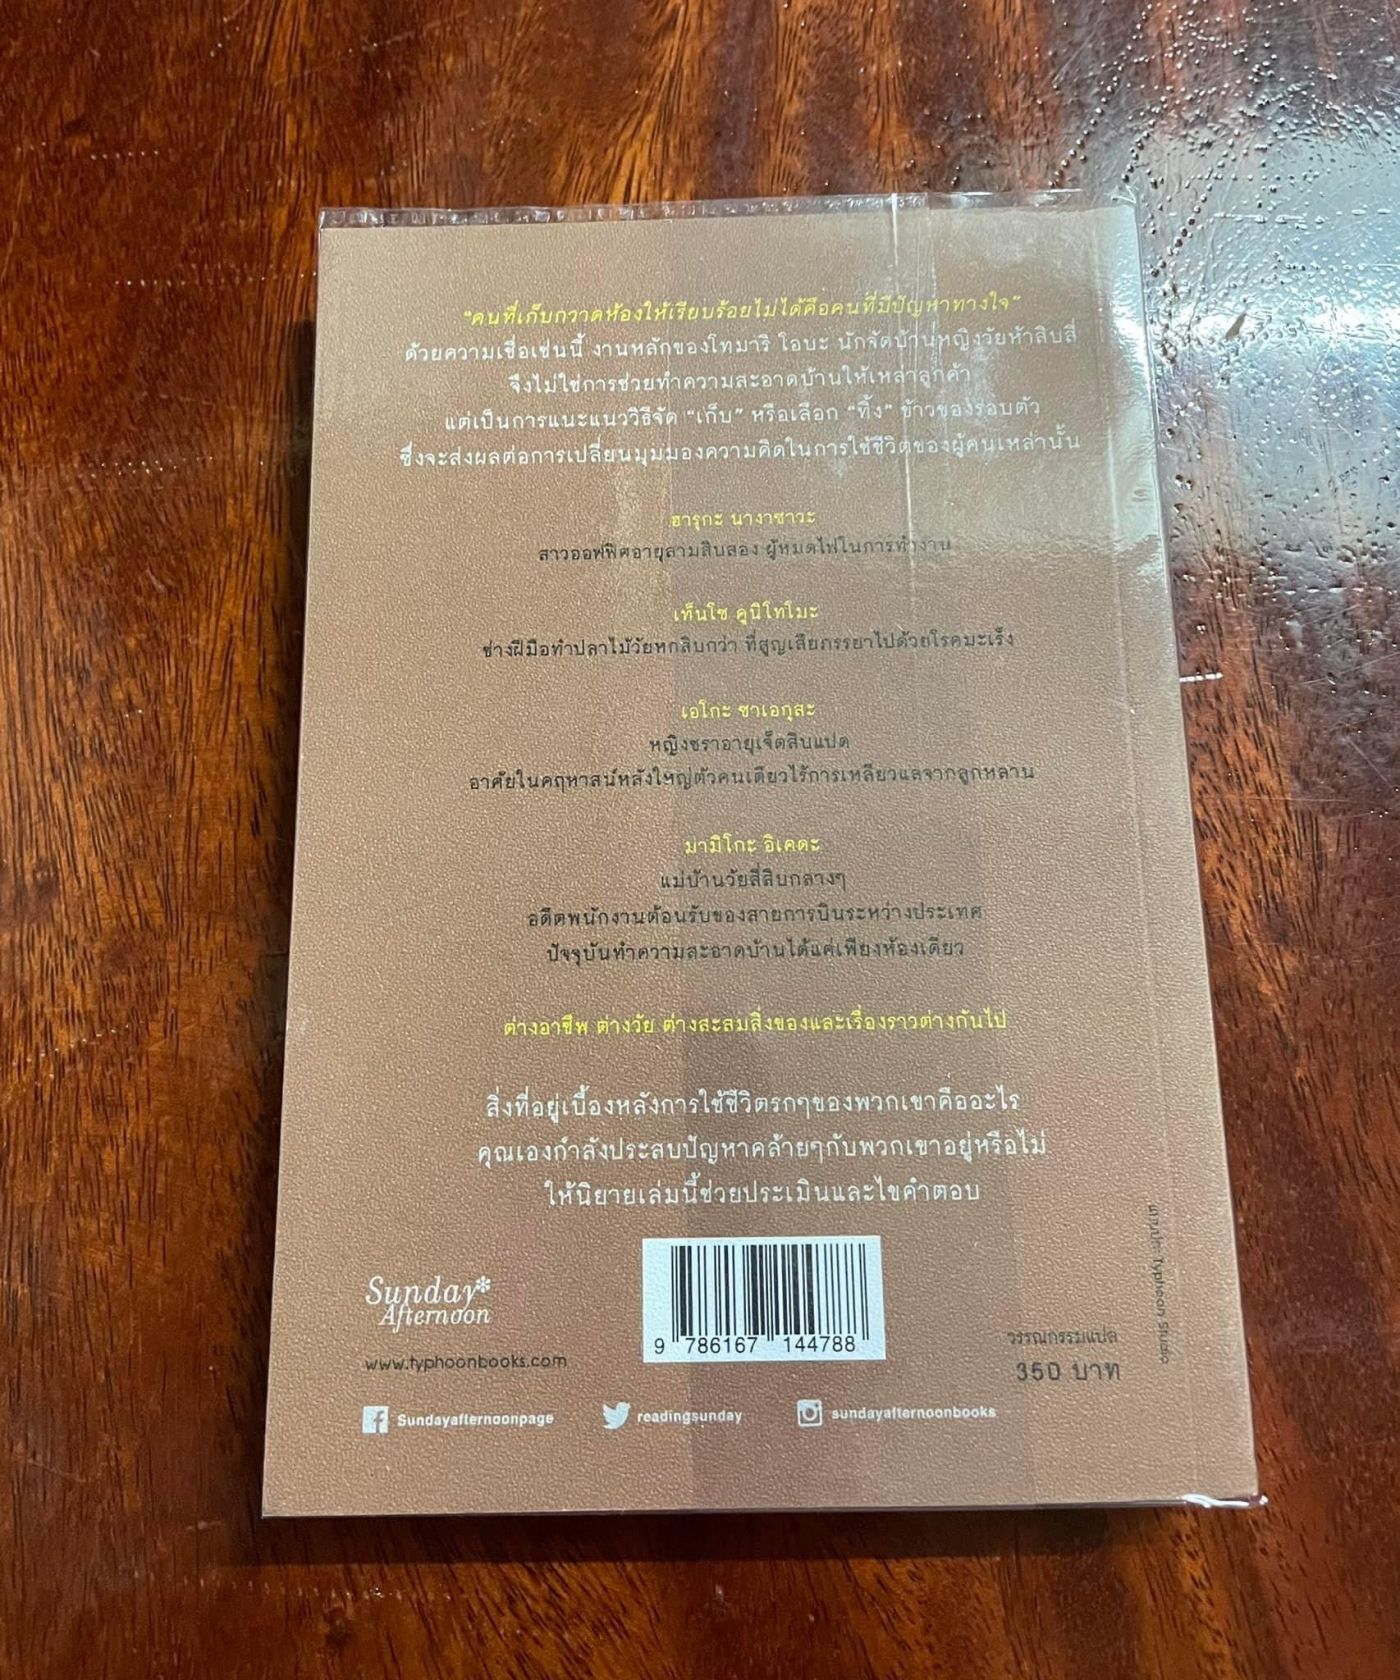 “คนที่เก็บกวาดห้องให้เรียบร้อยไม่ได้คือคนที่มีปัญหาทางใจ”
ด้วยความเชื่อเช่นนี้ งานหลักของโทมาริ โอบะ นักจัดบ้านหญิงวัยห้าสิบสี่
จึงไม่ใช่การช่วยทำความสะอาดบ้านให้เหล่าลูกค้า
แต่เป็นการแนะแนววิธีจัด “เก็บ” หรือเลือก “ทิ้ง” ข้าวของรอบตัว
ซึ่งจะส่งผลต่อการเปลี่ยนมุมมองความคิดในการใช้ชีวิตของผู้คนเหล่านั้น
ฮารุกะ นางาซาวะ
สาวออฟฟิศอายุสามสิบสอง ผู้หมดไฟในการทำงาน
เท็นโซ คูนิโทโมะ
ช่างฝีมือทำปลาไม้วัยหกสิบกว่า ที่สูญเสียภรรยาไปด้วยโรคมะเร็ง
เอโกะ ซาเอกุสะ
หญิงชราอายุเจ็ดสิบแปด
อาศัยในคฤหาสน์หลังใหญ่ตัวคนเดียวไร้การเหลียวแลจากลูกหลาน
มามิโกะ อิเคดะ
แม่บ้านวัยสี่สิบกลางๆ
อดีตพนักงานต้อนรับของสายการบินระหว่างประเทศ
ปัจจุบันทำความสะอาดบ้านได้แค่เพียงห้องเดียว
ต่างอาชีพ ต่างวัย ต่างสะสมสิ่งของและเรื่องราวต่างกันไป
สิ่งที่อยู่เบื้องหลังการใช้ชีวิตรกๆของพวกเขาคืออะไร
คุณเองกำลังประสบปัญหาคล้ายๆกับพวกเขาอยู่หรือไม่
ให้นิยายเล่มนี้ช่วยประเมินและไขคำตอบ
Sunday*
Afternoon
www.typhoonbooks.com
9 786167 144788
วรรณกรรมแปล
350 บาท
แบบปก Typhoon Studio
Sundayafternoonpage
readingsunday
sundayafternoonbooks